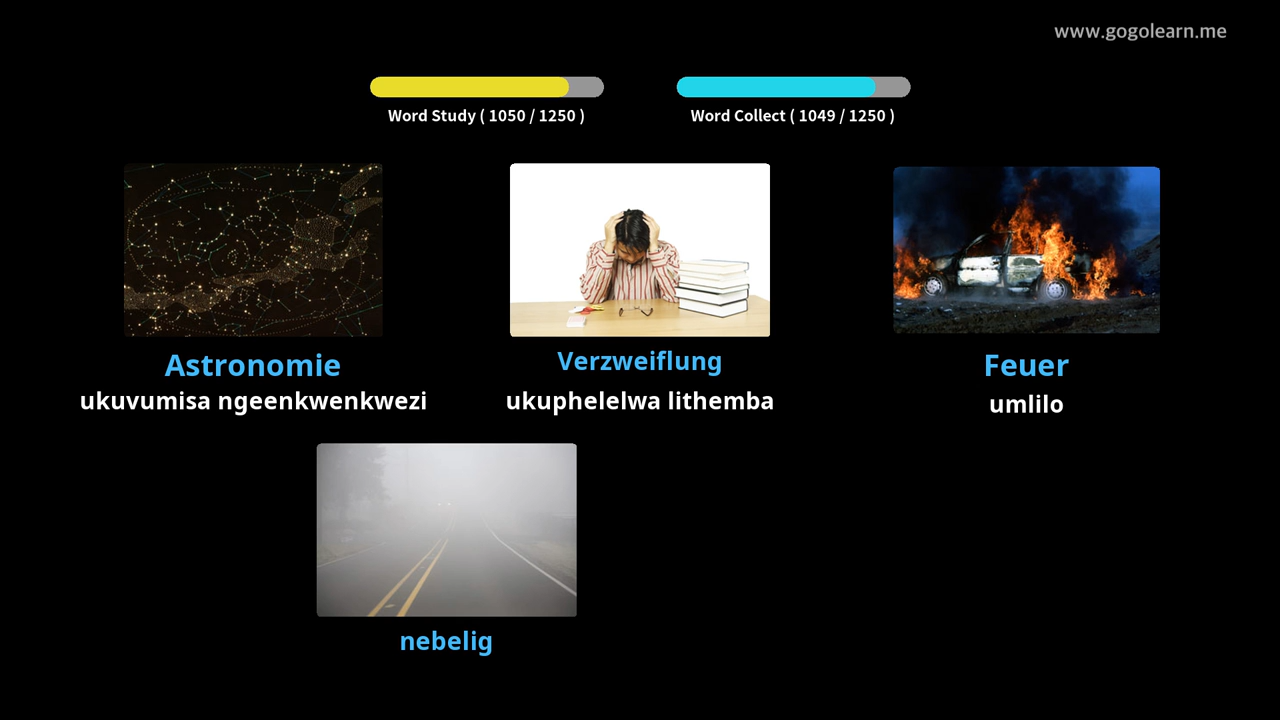 www.gogolearn.me
Word Study ( 1050 / 1250 )
Word Collect ( 1049 / 1250 )
Astronomie
ukuvumisa ngeenkwenkwezi
Verzweiflung
ukuphelelwa lithemba
Feuer
umlilo
nebelig